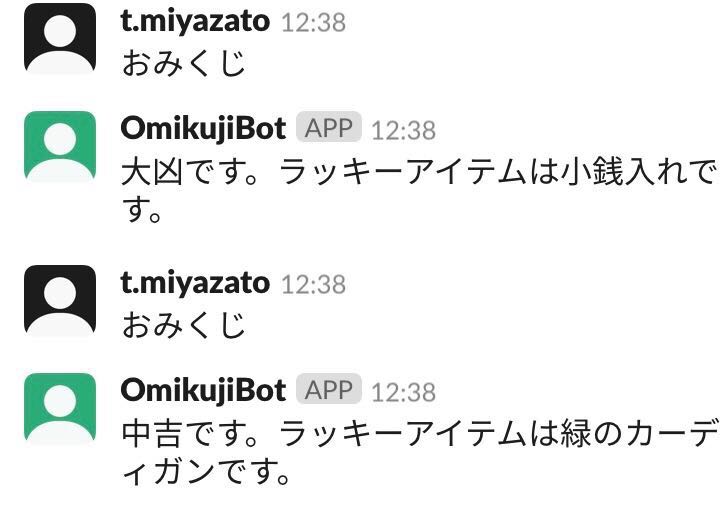 t.miyazato 12:38
おみくじ
OmikujiBot APP 12:38
大凶です。ラッキーアイテムは小銭入れで
す。
t.miyazato 12:38
おみくじ
OmikujiBot APP 12:38
中吉です。ラッキーアイテムは緑のカーデ
ィガンです。